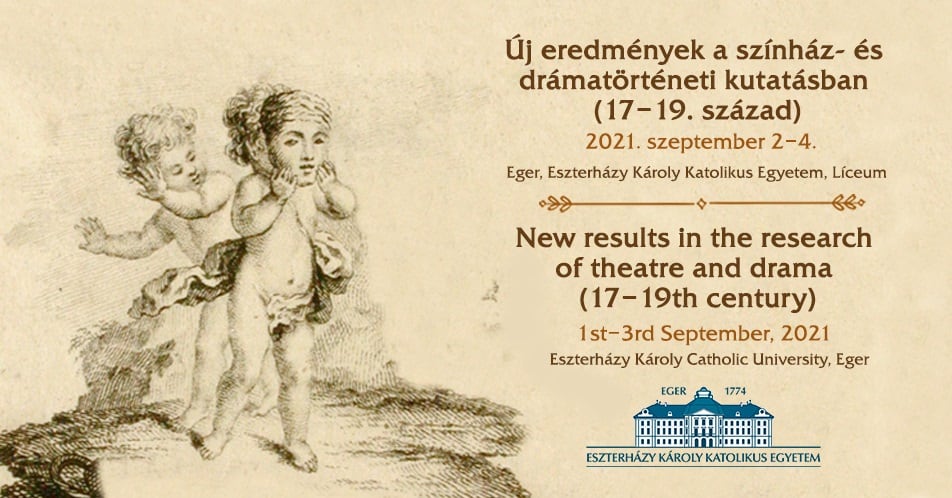 Új eredmények a színház- és
drámatörténeti kutatásban
(17–19. század)
2021. szeptember 2–4.
Eger, Eszterházy Károly Katolikus Egyetem, Líceum
New results in the research
of theatre and drama
(17–19th century)
1st–3rd September, 2021
Eszterházy Károly Catholic University, Eger
EGER 1774
ESZTERHÁZY KÁROLY KATOLIKUS EGYETEM